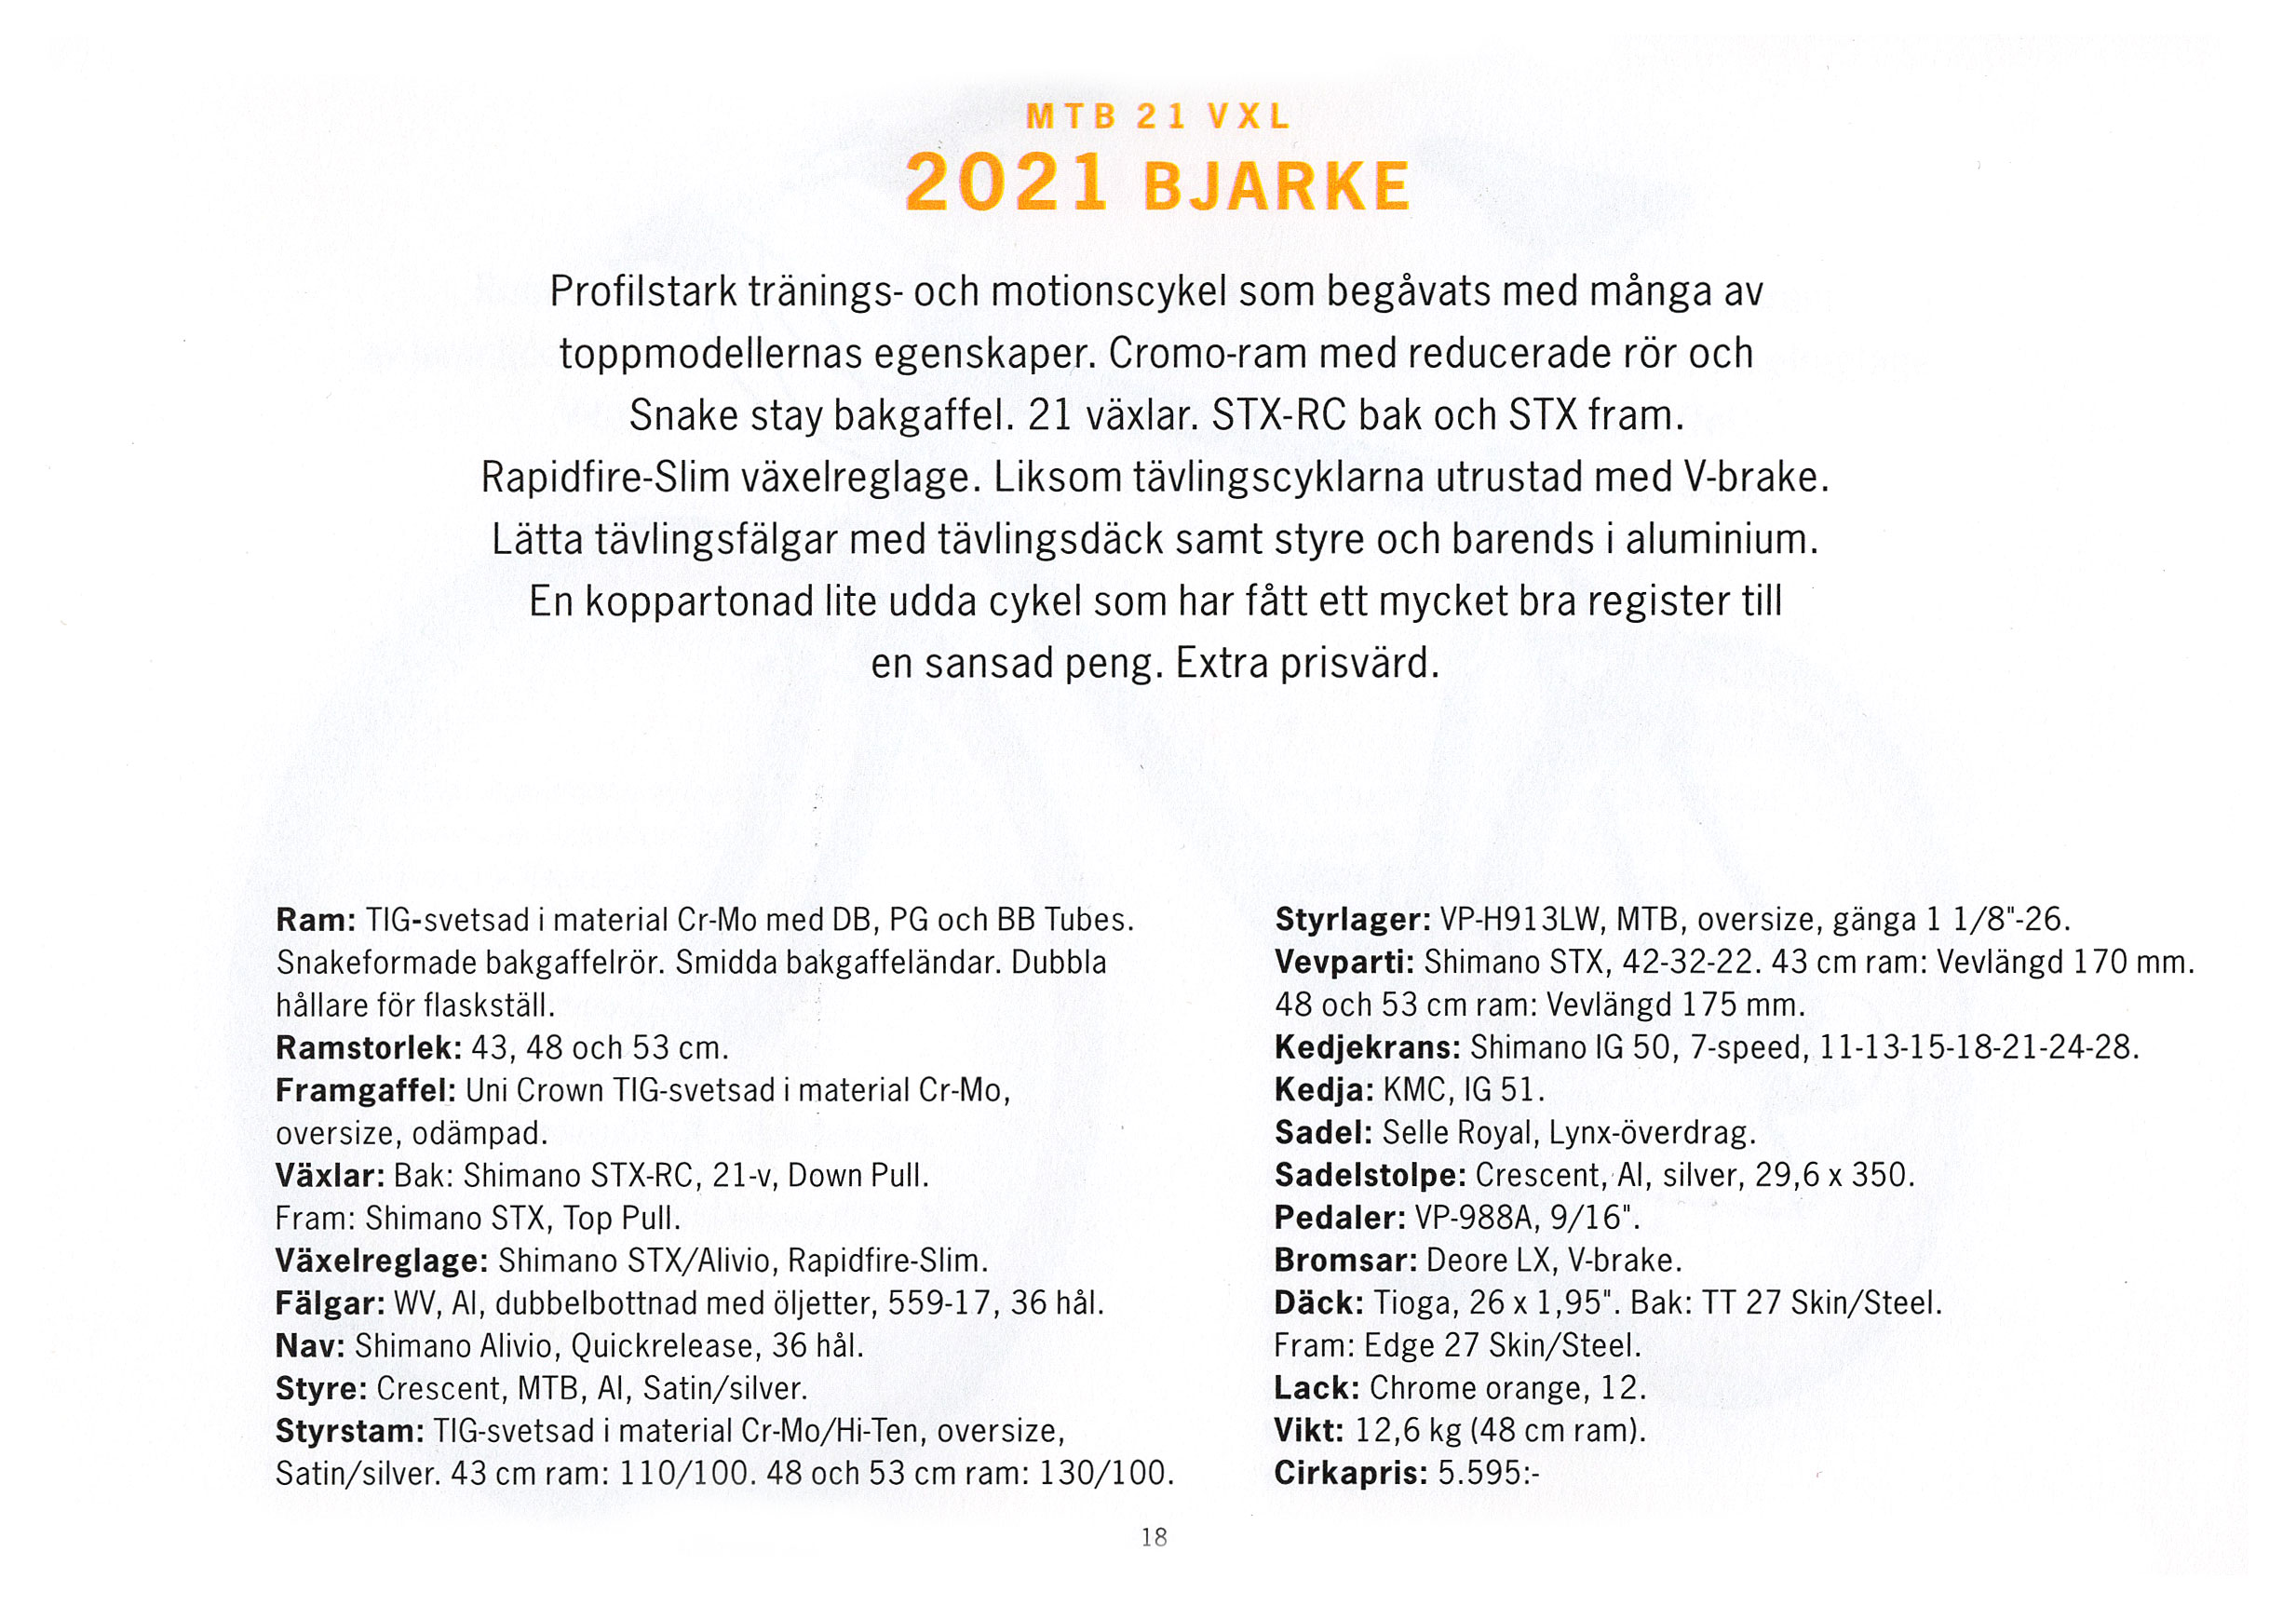 MTB 21 VXL
2021 BJARKE
Profilstark tränings- och motionscykel som begåvats med många av
toppmodellernas egenskaper. Cromo-ram med reducerade rör och
Snake stay bakgaffel. 21 växlar. STX-RC bak och STX fram.
Rapidfire-Slim växelreglage. Liksom tävlingscyklarna utrustad med V-brake.
Lätta tävlingsfälgar med tävlingsdäck samt styre och barends i aluminium.
En koppartonad lite udda cykel som har fått ett mycket bra register till
en sansad peng. Extra prisvärd.
Ram: TIG-svetsad i material Cr-Mo med DB, PG och BB Tubes.
Snakeformade bakgaffelrör. Smidda bakgaffeländar. Dubbla
hållare för flaskställ.
Ramstorlek: 43, 48 och 53 cm.
Framgaffel: Uni Crown TIG-svetsad i material Cr-Mo,
oversize, odämpad.
Växlar: Bak: Shimano STX-RC, 21-v, Down Pull.
Fram: Shimano STX, Top Pull.
Växelreglage: Shimano STX/Alivio, Rapidfire-Slim.
Fälgar: WV, Al, dubbelbottnad med öljetter, 559-17, 36 hål.
Nav: Shimano Alivio, Quickrelease, 36 hål.
Styre: Crescent, MTB, Al, Satin/silver.
Styrstam: TIG-svetsad i material Cr-Mo/Hi-Ten, oversize,
Satin/silver. 43 cm ram: 110/100. 48 och 53 cm ram: 130/100.
Styrlager: VP-H913LW, MTB, oversize, gänga 1 1/8"-26.
Vevparti: Shimano STX, 42-32-22. 43 cm ram: Vevlängd 170 mm.
48 och 53 cm ram: Vevlängd 175 mm.
Kedjekrans: Shimano IG 50, 7-speed, 11-13-15-18-21-24-28.
Kedja: KMC, IG 51.
Sadel: Selle Royal, Lynx-överdrag.
Sadelstolpe: Crescent, Al, silver, 29,6 x 350.
Pedaler: VP-988A, 9/16".
Bromsar: Deore LX, V-brake.
Däck: Tioga, 26 x 1,95". Bak: TT 27 Skin/Steel.
Fram: Edge 27 Skin/Steel.
Lack: Chrome orange, 12.
Vikt: 12,6 kg (48 cm ram).
Cirkapris: 5.595:-
18